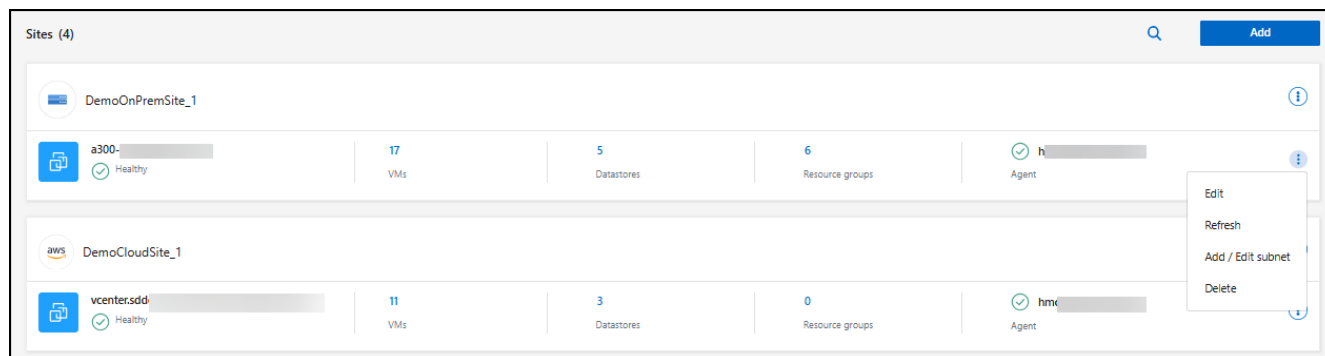 Sites (4)
Add
DemoOnPremSite_1
a300-
Healthy
17
VMs
5
Datastores
6
Resource groups
h
Agent
Edit
Refresh
Add / Edit subnet
Delete
aws
DemoCloudSite_1
vcenter.sdd
Healthy
11
VMs
3
Datastores
0
Resource groups
hm
Agent